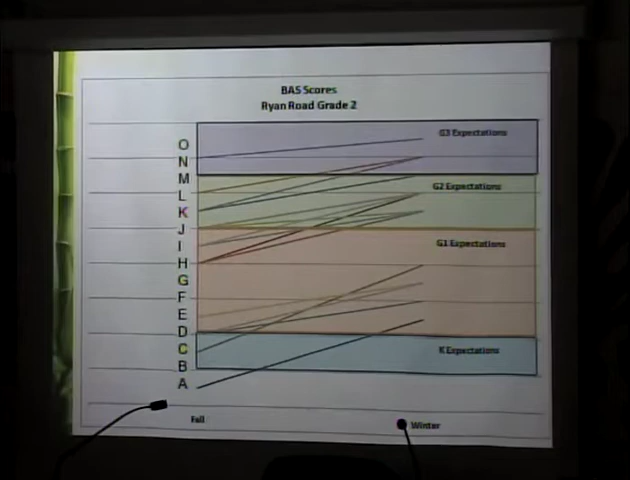 BAS Scores
Ryan Road Grade 2
O
G3 Expectations
N
M
L
G2 Expectations
K
J
I
G1 Expectations
H
G
F
E
D
C
K Expectations
B
A
Fall
Winter